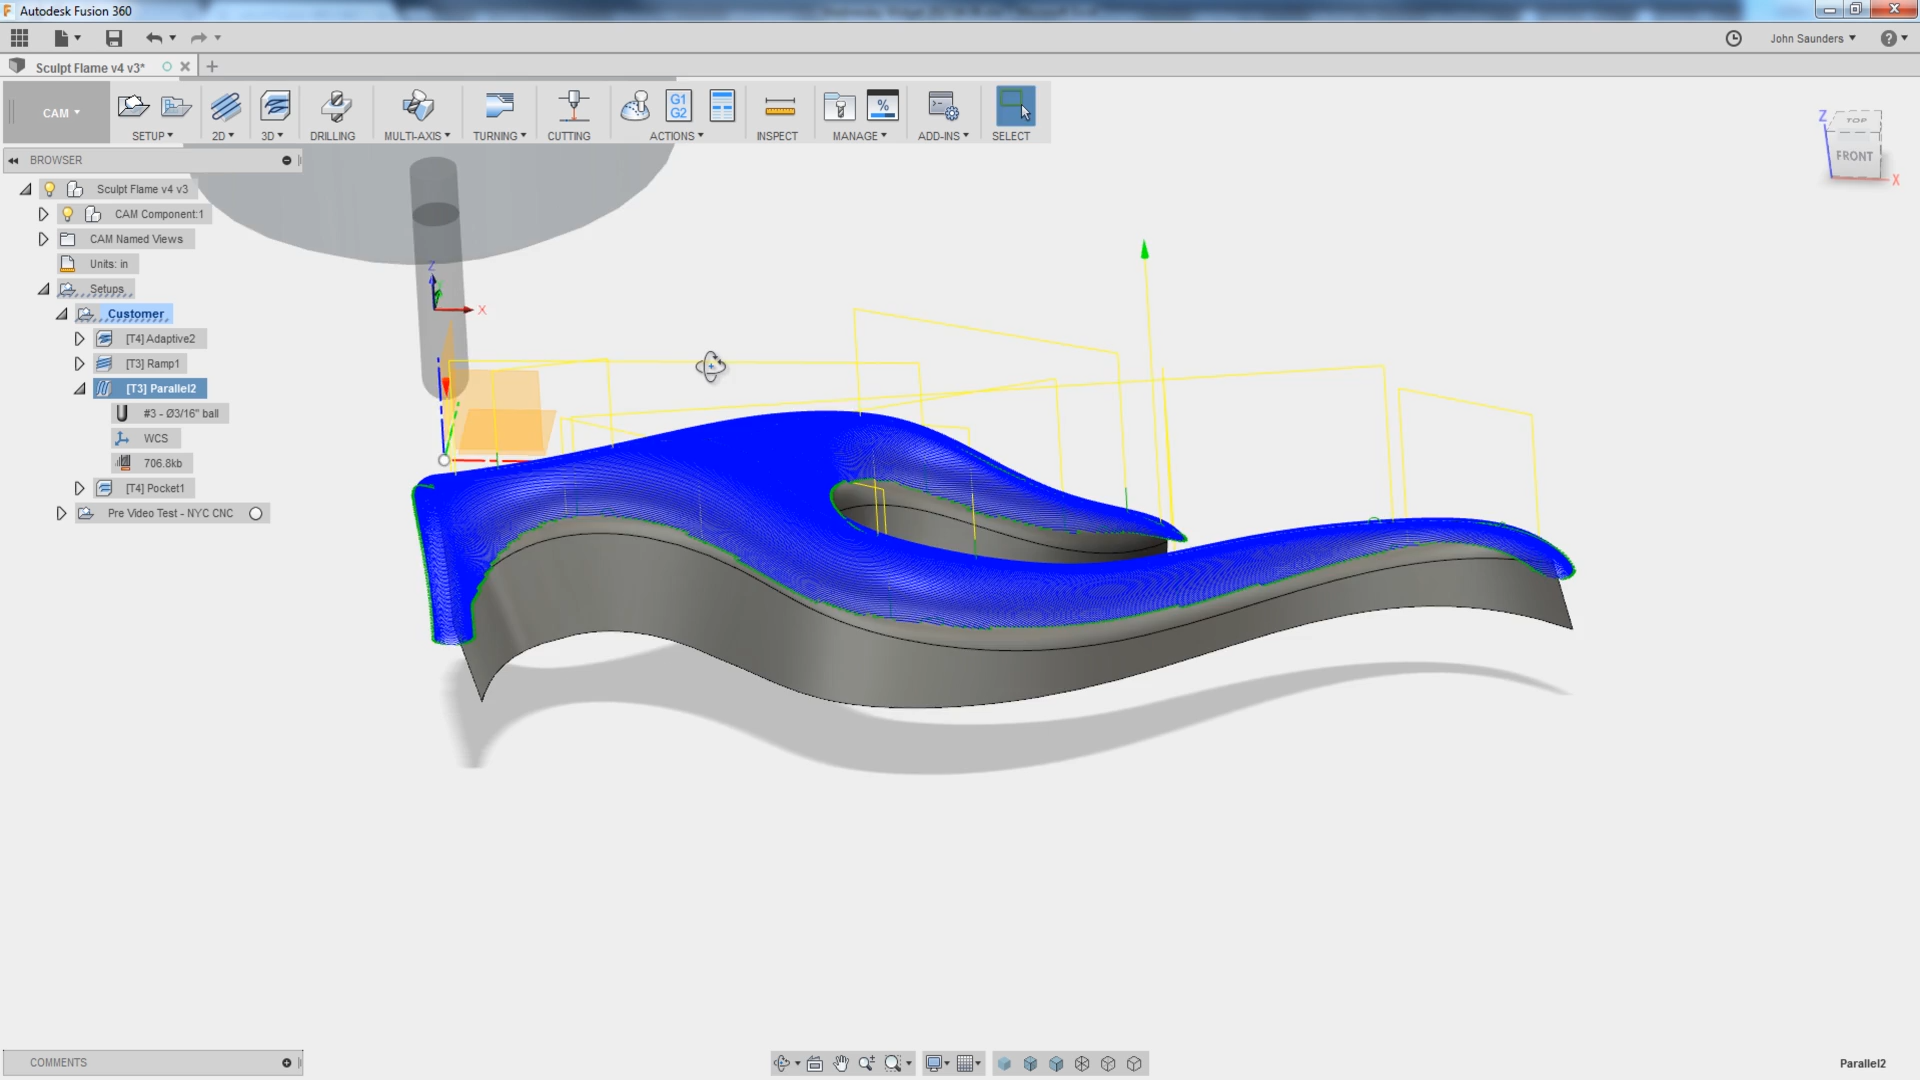 Autodesk Fusion 360
John Saunders
Sculpt Flame v4 v3*
CAM
G1
G2
%
SETUP
2D
3D
DRILLING
MULTI-AXIS
TURNING
CUTTING
ACTIONS
INSPECT
MANAGE
ADD-INS
SELECT
Z
TOP
FRONT
X
BROWSER
Sculpt Flame v4 v3
CAM Component:1
CAM Named Views
Units: in
Setups
Customer
[T4] Adaptive2
[T3] Ramp1
[T3] Parallel2
#3 - Ø3/16" ball
WCS
706.8kb
[T4] Pocket1
Pre Video Test - NYC CNC
Z
X
COMMENTS
Parallel2